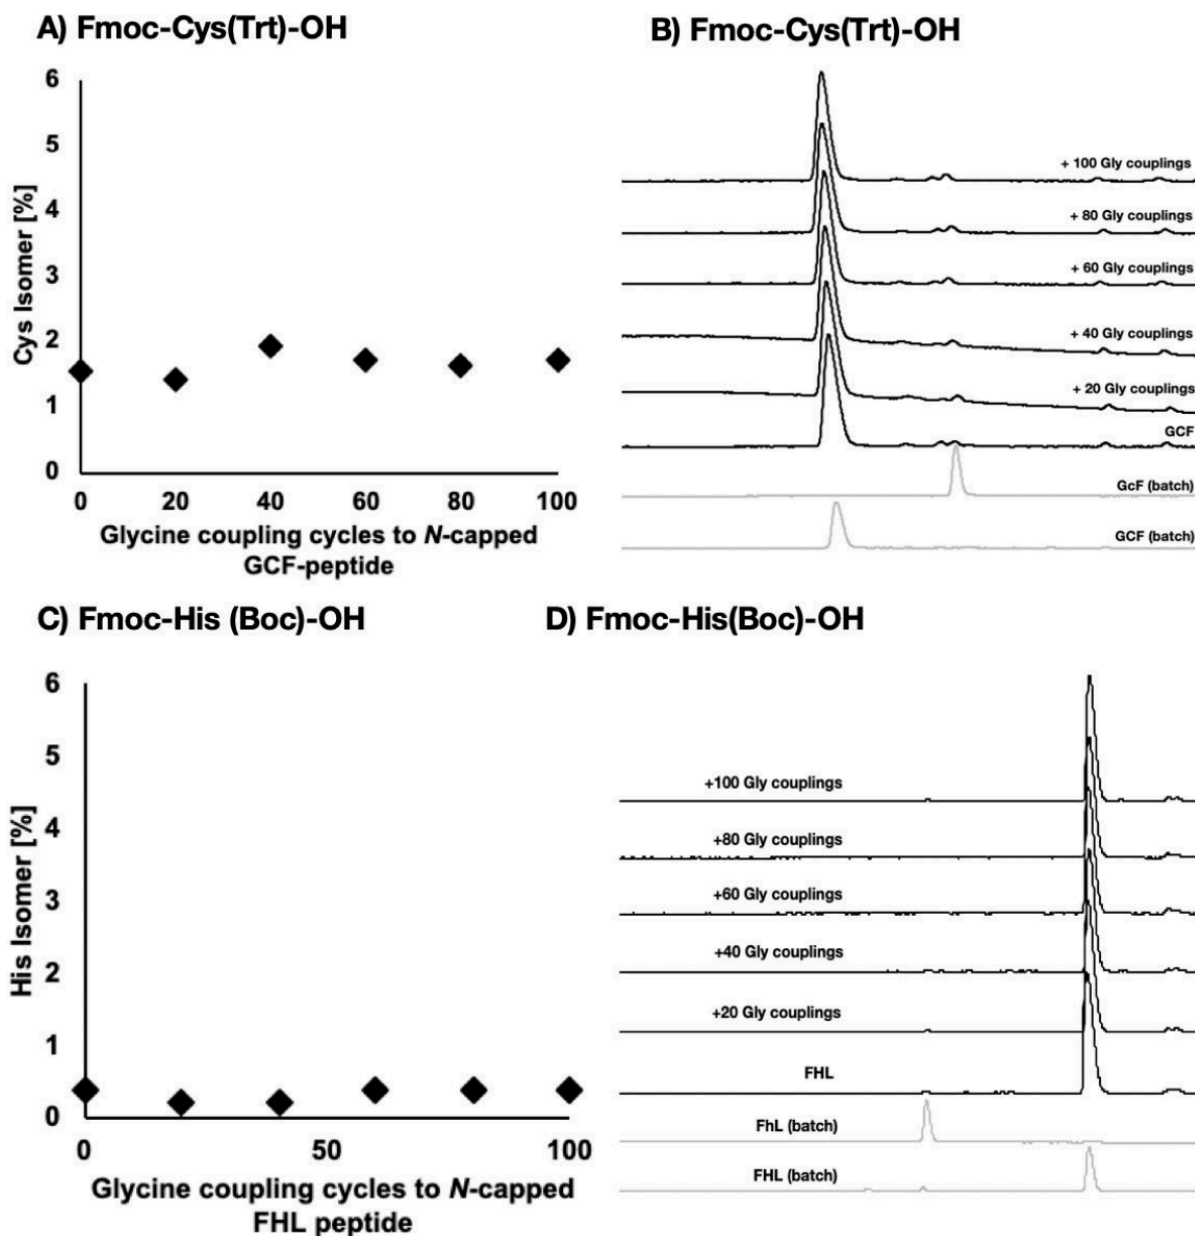 A) Fmoc-Cys(Trt)-OH
Cys Isomer [%]
6
5
4
3
2
1
0
0 20 40 60 80 100
Glycine coupling cycles to N-capped
GCF-peptide
B) Fmoc-Cys(Trt)-OH
+ 100 Gly couplings
+ 80 Gly couplings
+ 60 Gly couplings
+ 40 Gly couplings
+ 20 Gly couplings
GCF
GcF (batch)
GCF (batch)
C) Fmoc-His (Boc)-OH
His Isomer [%]
6
5
4
3
2
1
0
0 50 100
Glycine coupling cycles to N-capped
FHL peptide
D) Fmoc-His(Boc)-OH
+100 Gly couplings
+80 Gly couplings
+60 Gly couplings
+40 Gly couplings
+20 Gly couplings
FHL
FhL (batch)
FHL (batch)